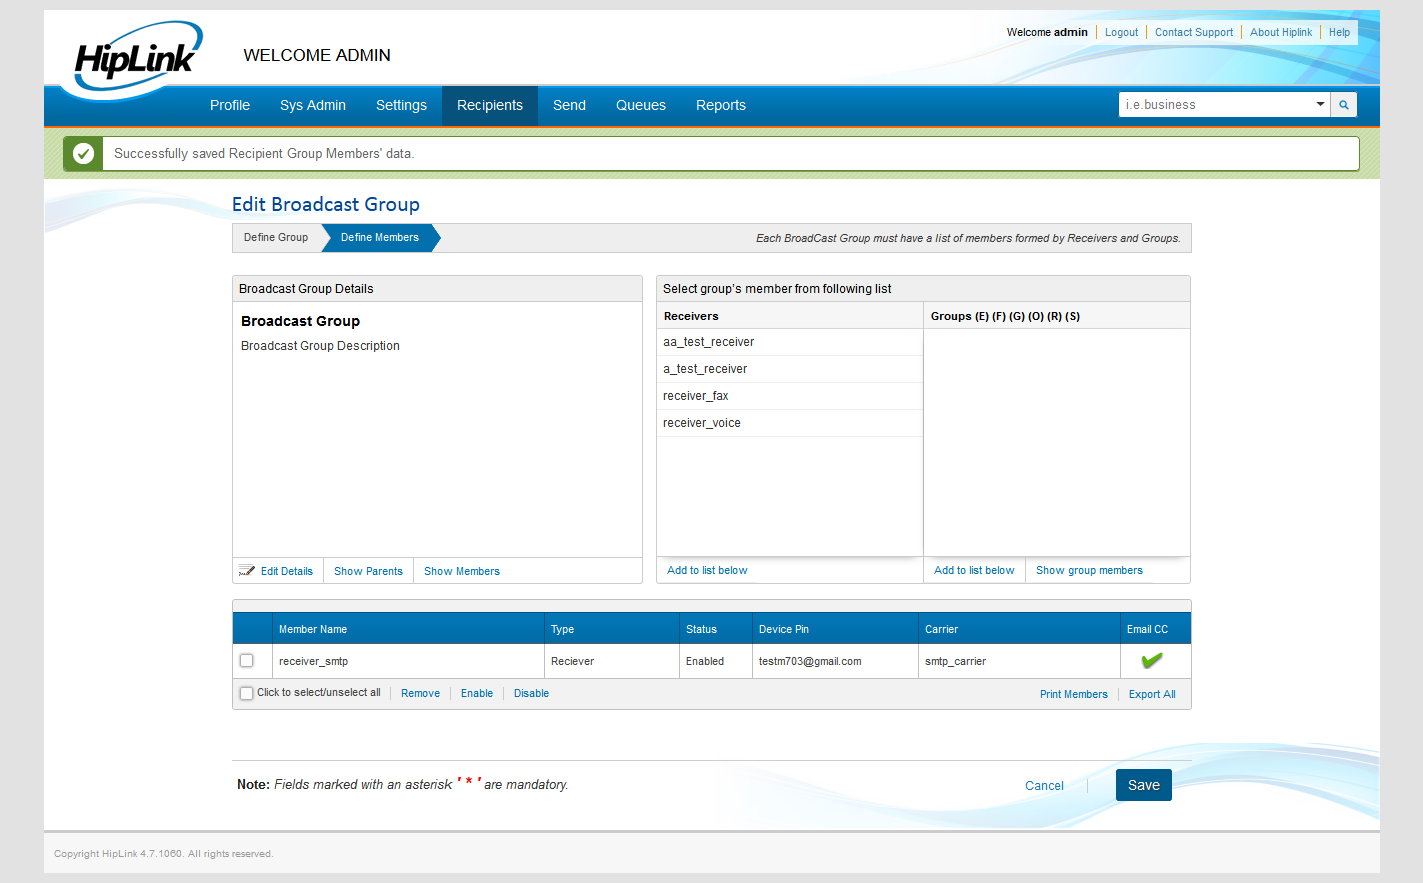 HipLink
WELCOME ADMIN
Welcome admin Logout Contact Support About Hiplink Help
Profile Sys Admin Settings Recipients Send Queues Reports
i.e.business
Successfully saved Recipient Group Members' data.
Edit Broadcast Group
Define Group Define Members
Each BroadCast Group must have a list of members formed by Receivers and Groups.
Broadcast Group Details
Broadcast Group
Broadcast Group Description
Edit Details Show Parents Show Members
Select group's member from following list
Receivers
aa_test_receiver
a_test_receiver
receiver_fax
receiver_voice
Add to list below
Groups (E) (F) (G) (O) (R) (S)
Add to list below Show group members
Member Name Type Status Device Pin Carrier Email CC
receiver_smtp Reciever Enabled testm703@gmail.com smtp_carrier
Click to select/unselect all Remove Enable Disable
Print Members Export All
Note: Fields marked with an asterisk ' * ' are mandatory.
Cancel Save
Copyright HipLink 4.7.1060. All rights reserved.